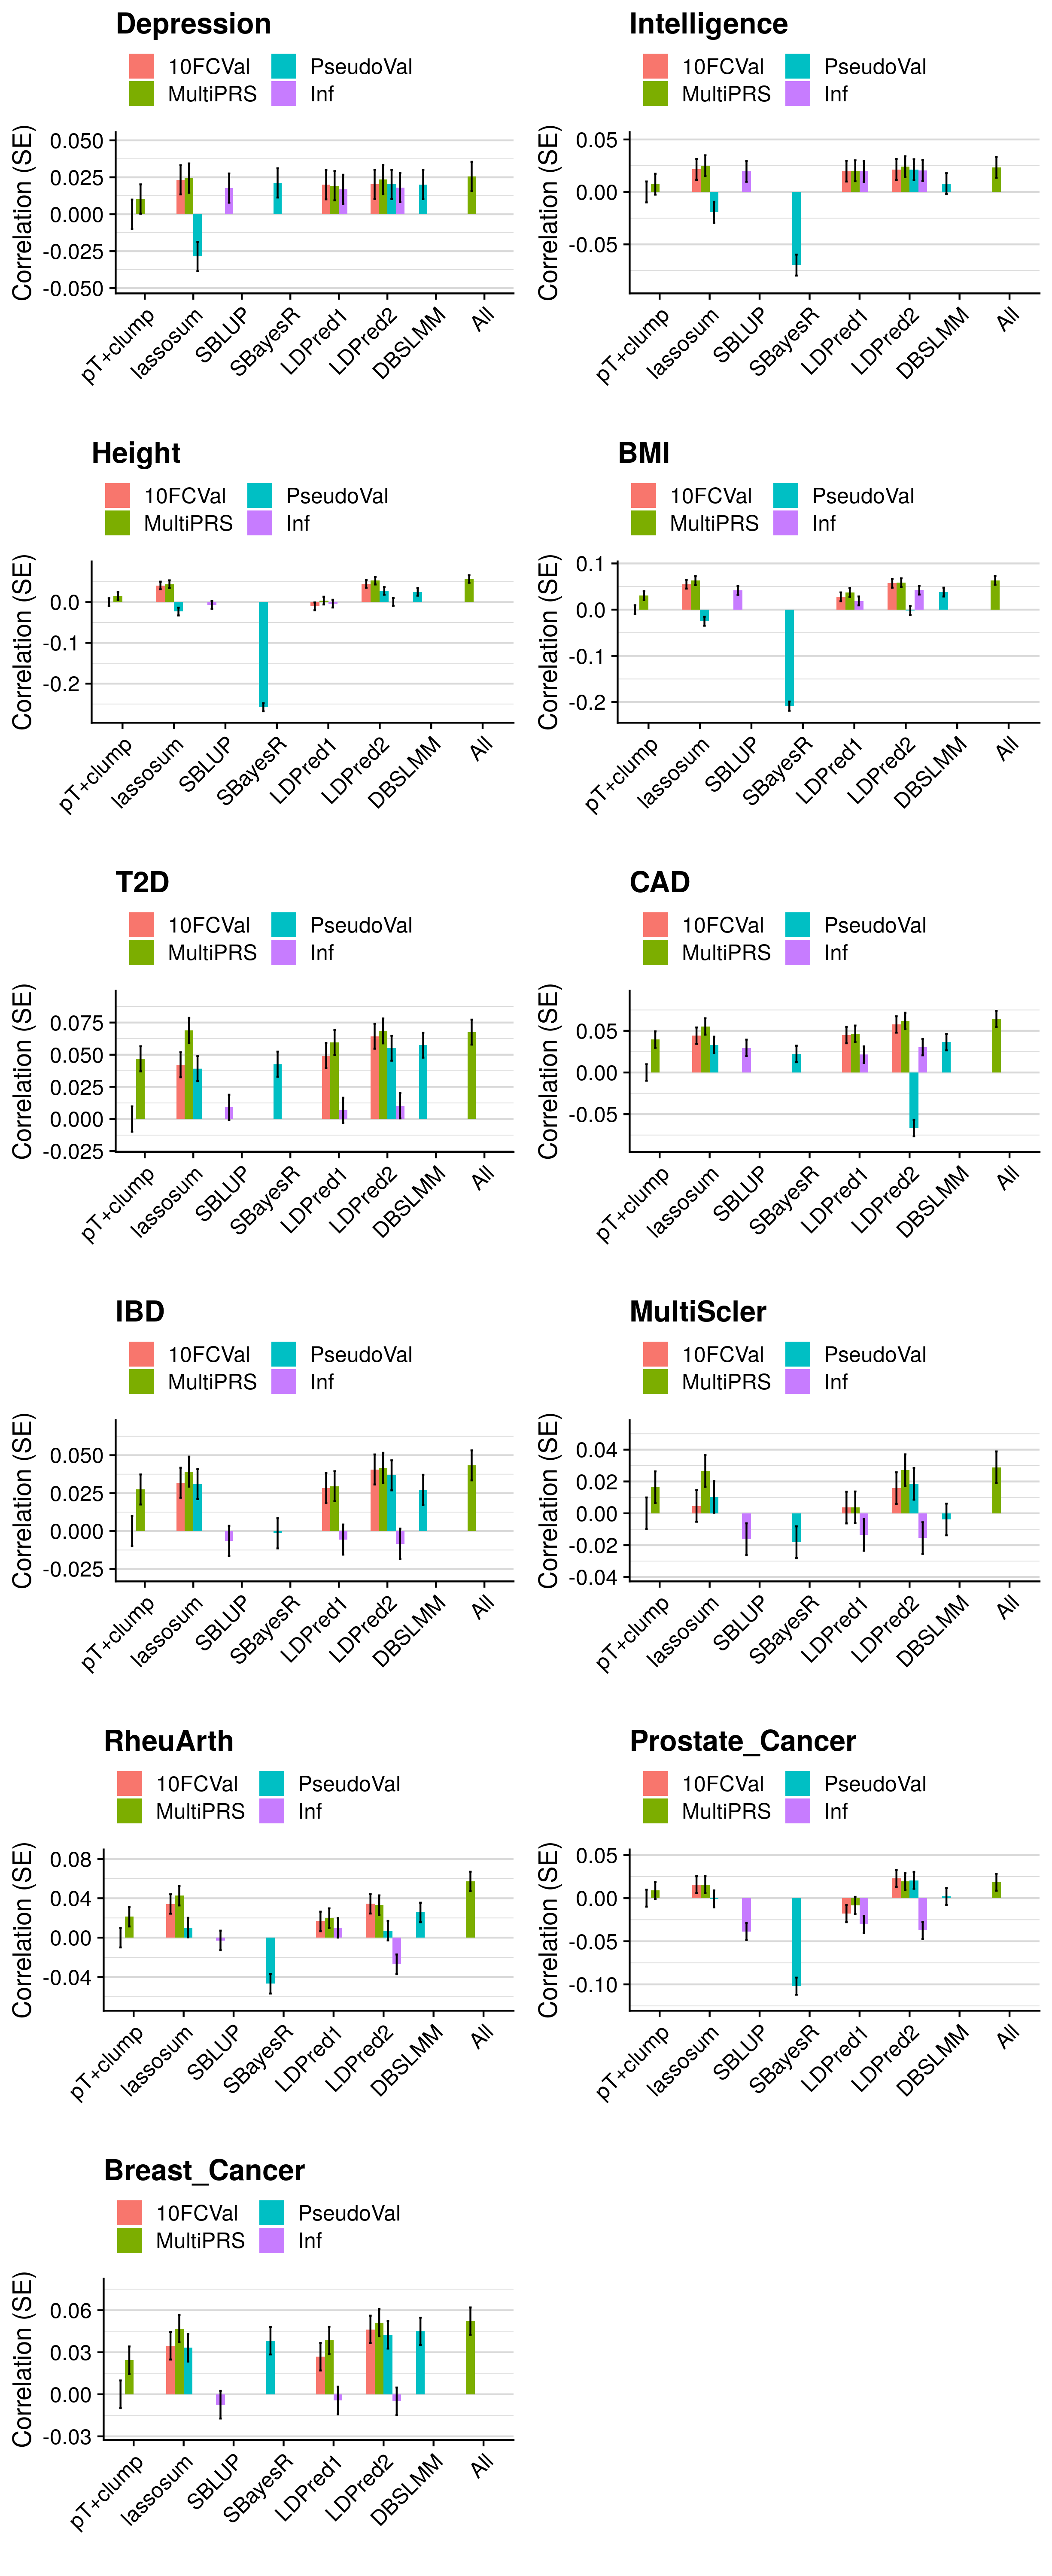 Depression
10FCVal PseudoVal
MultiPRS Inf
Correlation (SE)
0.050
0.025
0.000
-0.025
-0.050
pT+clump lassosum SBLUP SBayesR LDPred1 LDPred2 DBSLMM All
Intelligence
10FCVal PseudoVal
MultiPRS Inf
Correlation (SE)
0.05
0.00
-0.05
pT+clump lassosum SBLUP SBayesR LDPred1 LDPred2 DBSLMM All
Height
10FCVal PseudoVal
MultiPRS Inf
Correlation (SE)
0.0
-0.1
-0.2
pT+clump lassosum SBLUP SBayesR LDPred1 LDPred2 DBSLMM All
BMI
10FCVal PseudoVal
MultiPRS Inf
Correlation (SE)
0.1
0.0
-0.1
-0.2
pT+clump lassosum SBLUP SBayesR LDPred1 LDPred2 DBSLMM All
T2D
10FCVal PseudoVal
MultiPRS Inf
Correlation (SE)
0.075
0.050
0.025
0.000
-0.025
pT+clump lassosum SBLUP SBayesR LDPred1 LDPred2 DBSLMM All
CAD
10FCVal PseudoVal
MultiPRS Inf
Correlation (SE)
0.05
0.00
-0.05
pT+clump lassosum SBLUP SBayesR LDPred1 LDPred2 DBSLMM All
IBD
10FCVal PseudoVal
MultiPRS Inf
Correlation (SE)
0.050
0.025
0.000
-0.025
pT+clump lassosum SBLUP SBayesR LDPred1 LDPred2 DBSLMM All
MultiScler
10FCVal PseudoVal
MultiPRS Inf
Correlation (SE)
0.04
0.02
0.00
-0.02
-0.04
pT+clump lassosum SBLUP SBayesR LDPred1 LDPred2 DBSLMM All
RheuArth
10FCVal PseudoVal
MultiPRS Inf
Correlation (SE)
0.08
0.04
0.00
-0.04
pT+clump lassosum SBLUP SBayesR LDPred1 LDPred2 DBSLMM All
Prostate_Cancer
10FCVal PseudoVal
MultiPRS Inf
Correlation (SE)
0.05
0.00
-0.05
-0.10
pT+clump lassosum SBLUP SBayesR LDPred1 LDPred2 DBSLMM All
Breast_Cancer
10FCVal PseudoVal
MultiPRS Inf
Correlation (SE)
0.06
0.03
0.00
-0.03
pT+clump lassosum SBLUP SBayesR LDPred1 LDPred2 DBSLMM All